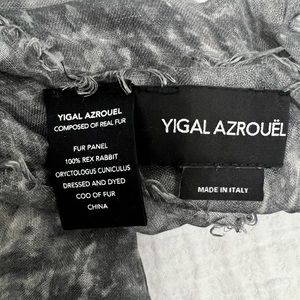 YIGAL AZROUEL
COMPOSED OF REAL FUR
FUR PANEL
100% REX RABBIT
ORYCTOLOGUS CUNICULUS
DRESSED AND DYED
COD OF FUR
CHINA
YIGAL AZROUËL
MADE IN ITALY